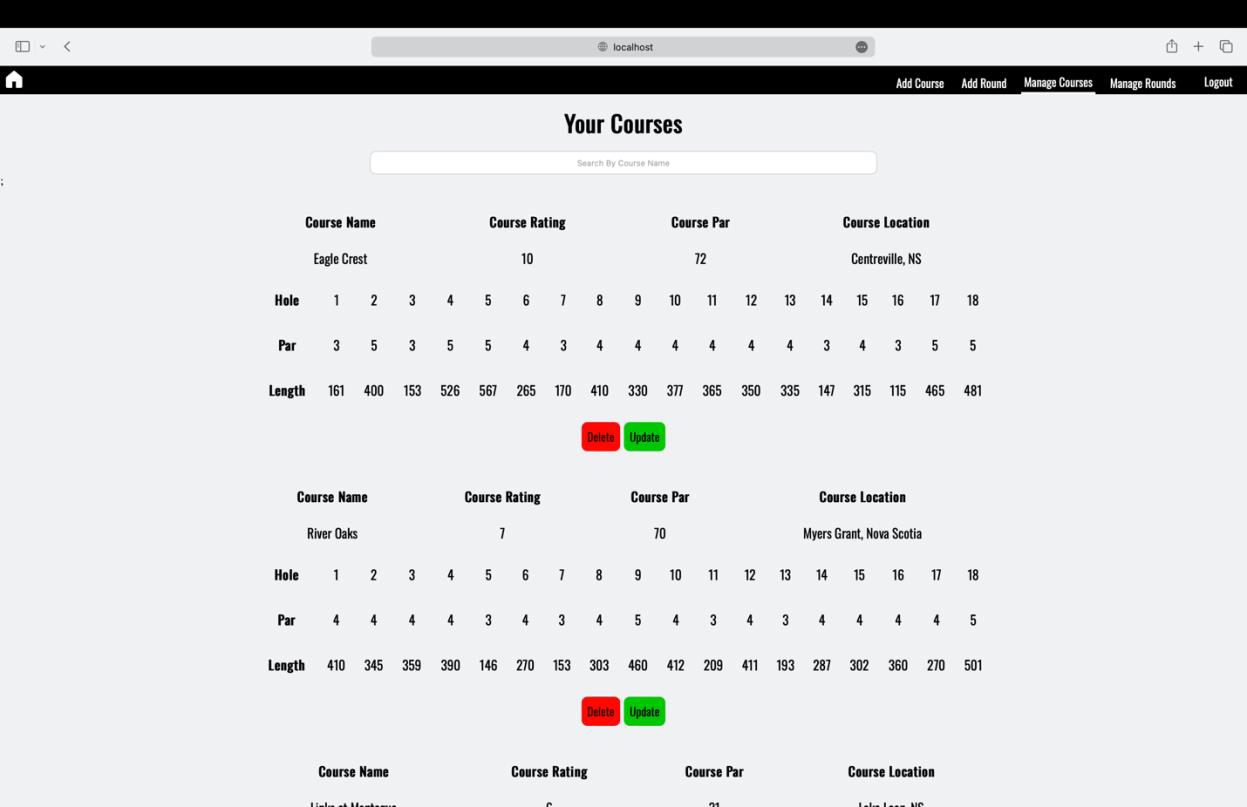 localhost
Add Course Add Round Manage Courses Manage Rounds Logout
Your Courses
Search By Course Name
;
Course Name Course Rating Course Par Course Location
Eagle Crest 10 72 Centreville, NS
Hole 1 2 3 4 5 6 7 8 9 10 11 12 13 14 15 16 17 18
Par 3 5 3 5 5 4 3 4 4 4 4 4 4 3 4 3 5 5
Length 161 400 153 526 567 265 170 410 330 377 365 350 335 147 315 115 465 481
Delete Update
Course Name Course Rating Course Par Course Location
River Oaks 7 70 Myers Grant, Nova Scotia
Hole 1 2 3 4 5 6 7 8 9 10 11 12 13 14 15 16 17 18
Par 4 4 4 4 3 4 3 4 5 4 3 4 3 4 4 4 4 5
Length 410 345 359 390 146 270 153 303 460 412 209 411 193 287 302 360 270 501
Delete Update
Course Name Course Rating Course Par Course Location
Links at Montague